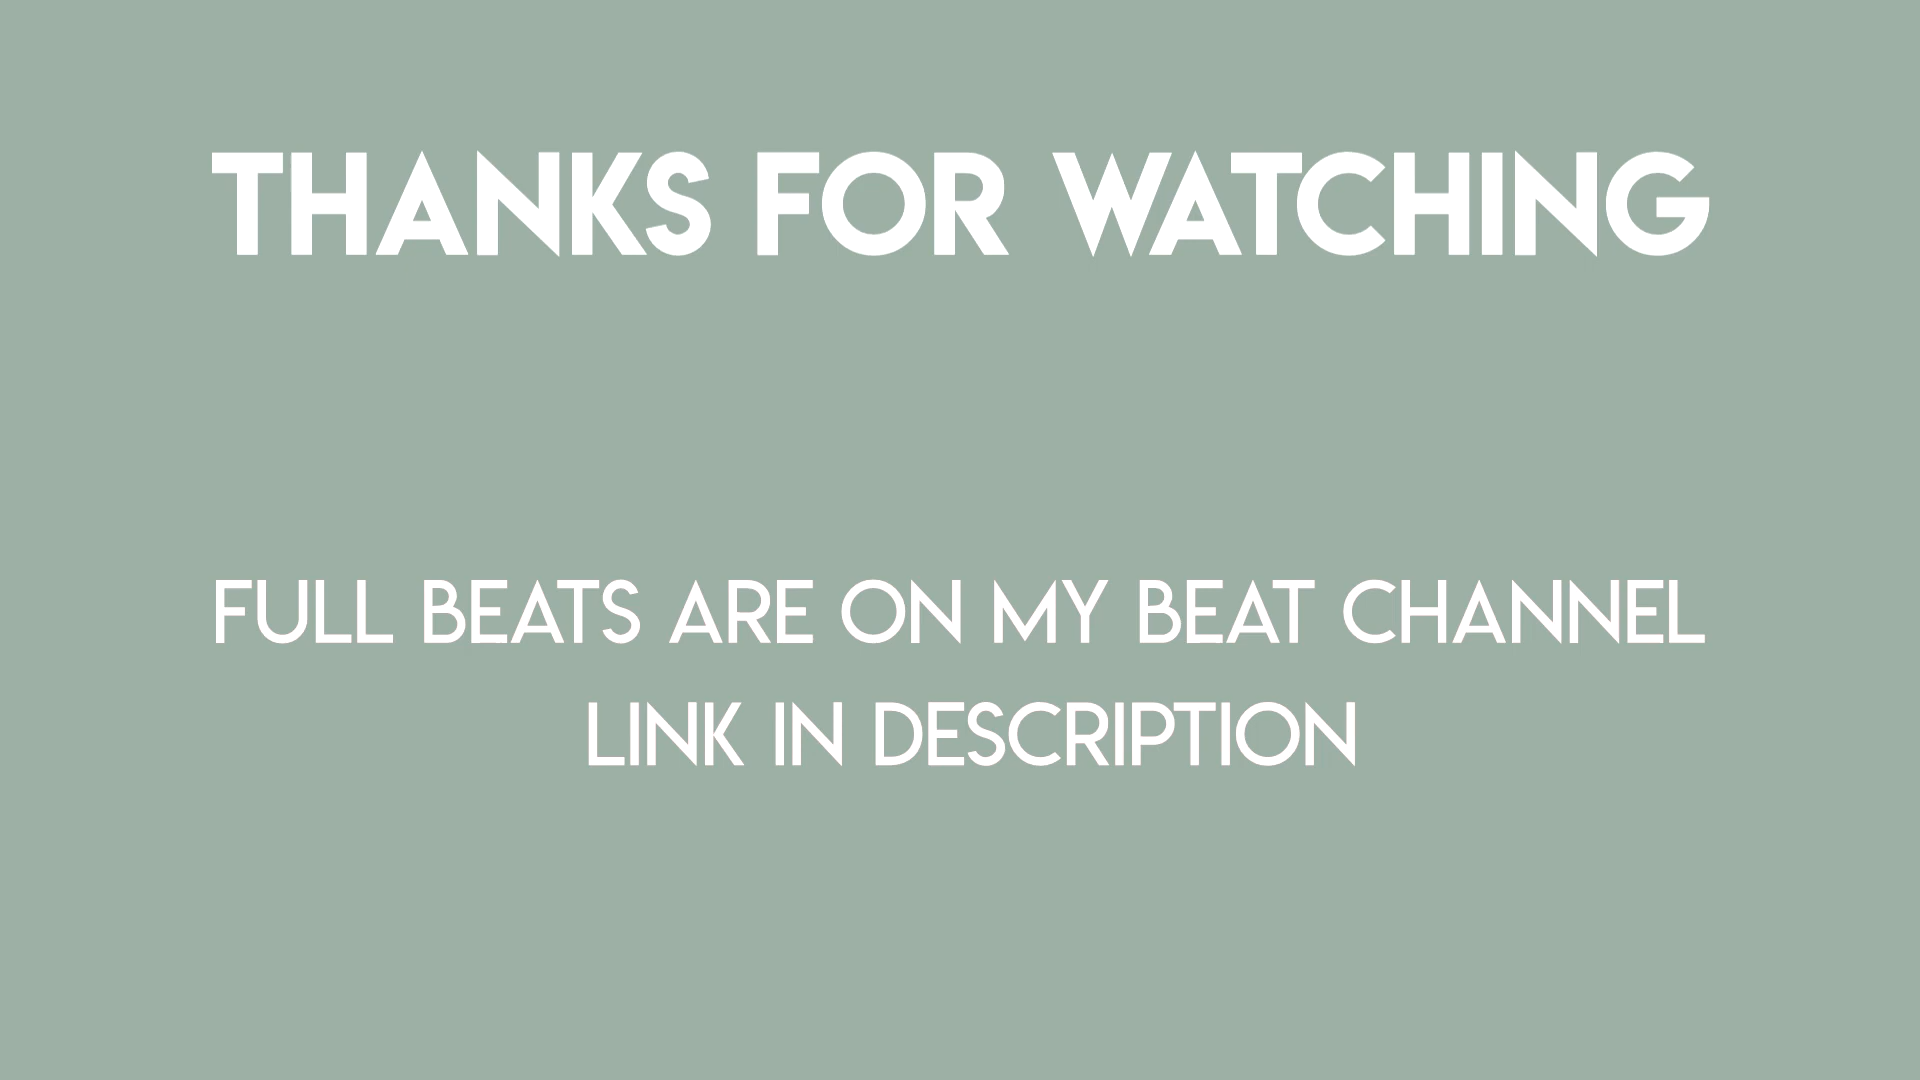 THANKS FOR WATCHING
FULL BEATS ARE ON MY BEAT CHANNEL
LINK IN DESCRIPTION